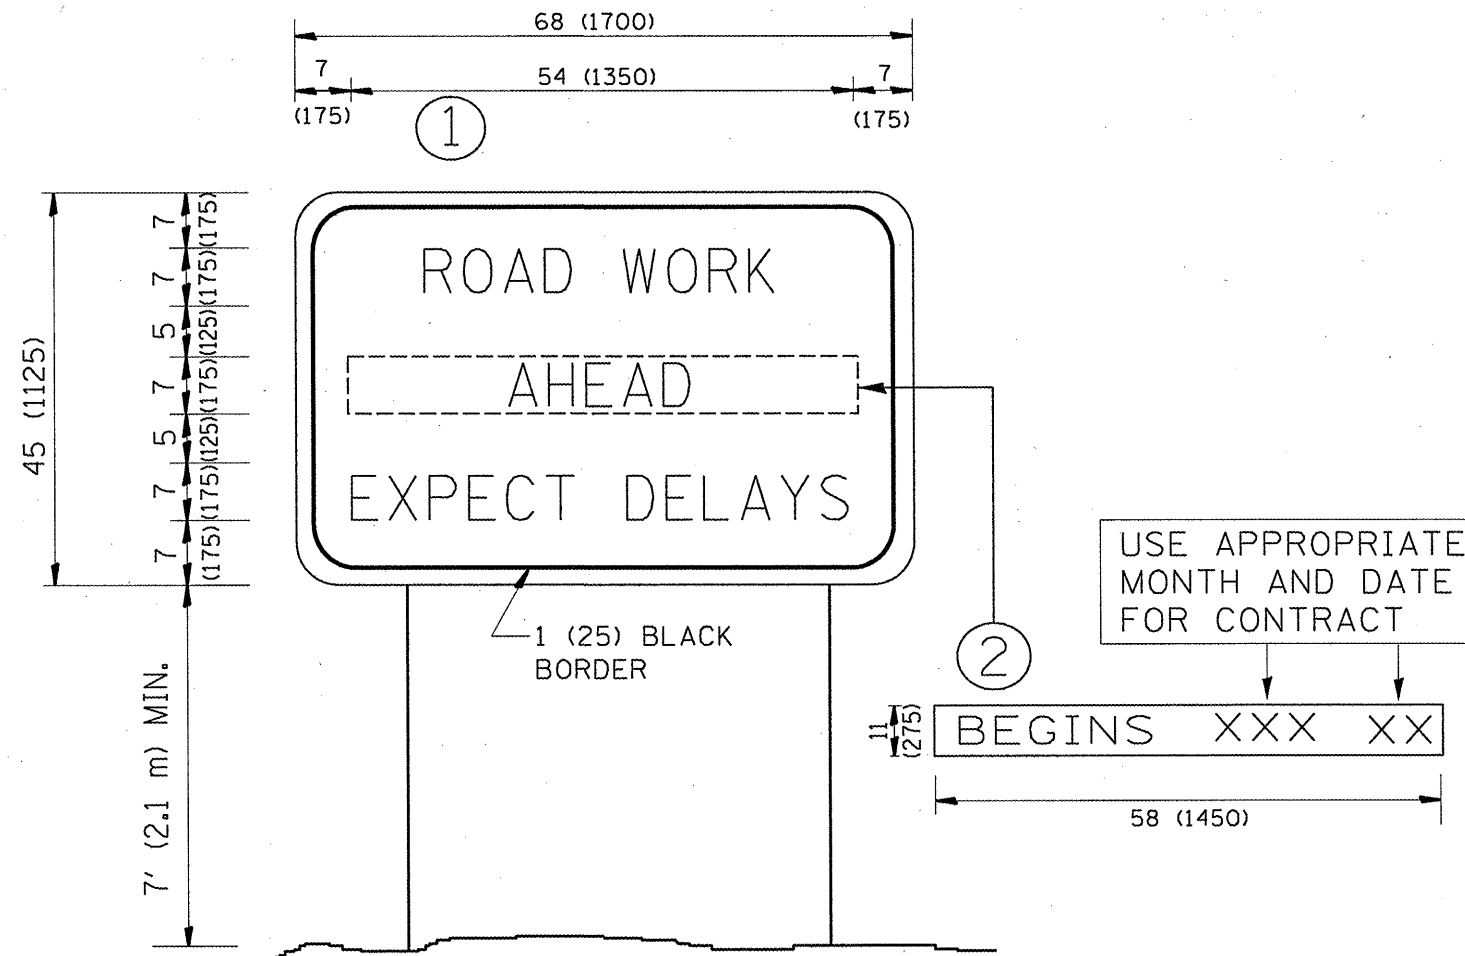 68 (1700)
7
54 (1350)
7
(175)
(175)
1
7
(175)
7
(175)
5
(125)
7
(175)
5
(125)
7
(175)
7
(175)
45 (1125)
ROAD WORK
AHEAD
EXPECT DELAYS
1 (25) BLACK
BORDER
7' (2.1 m) MIN.
2
USE APPROPRIATE
MONTH AND DATE
FOR CONTRACT
11
(275)
BEGINS XXX XX
58 (1450)